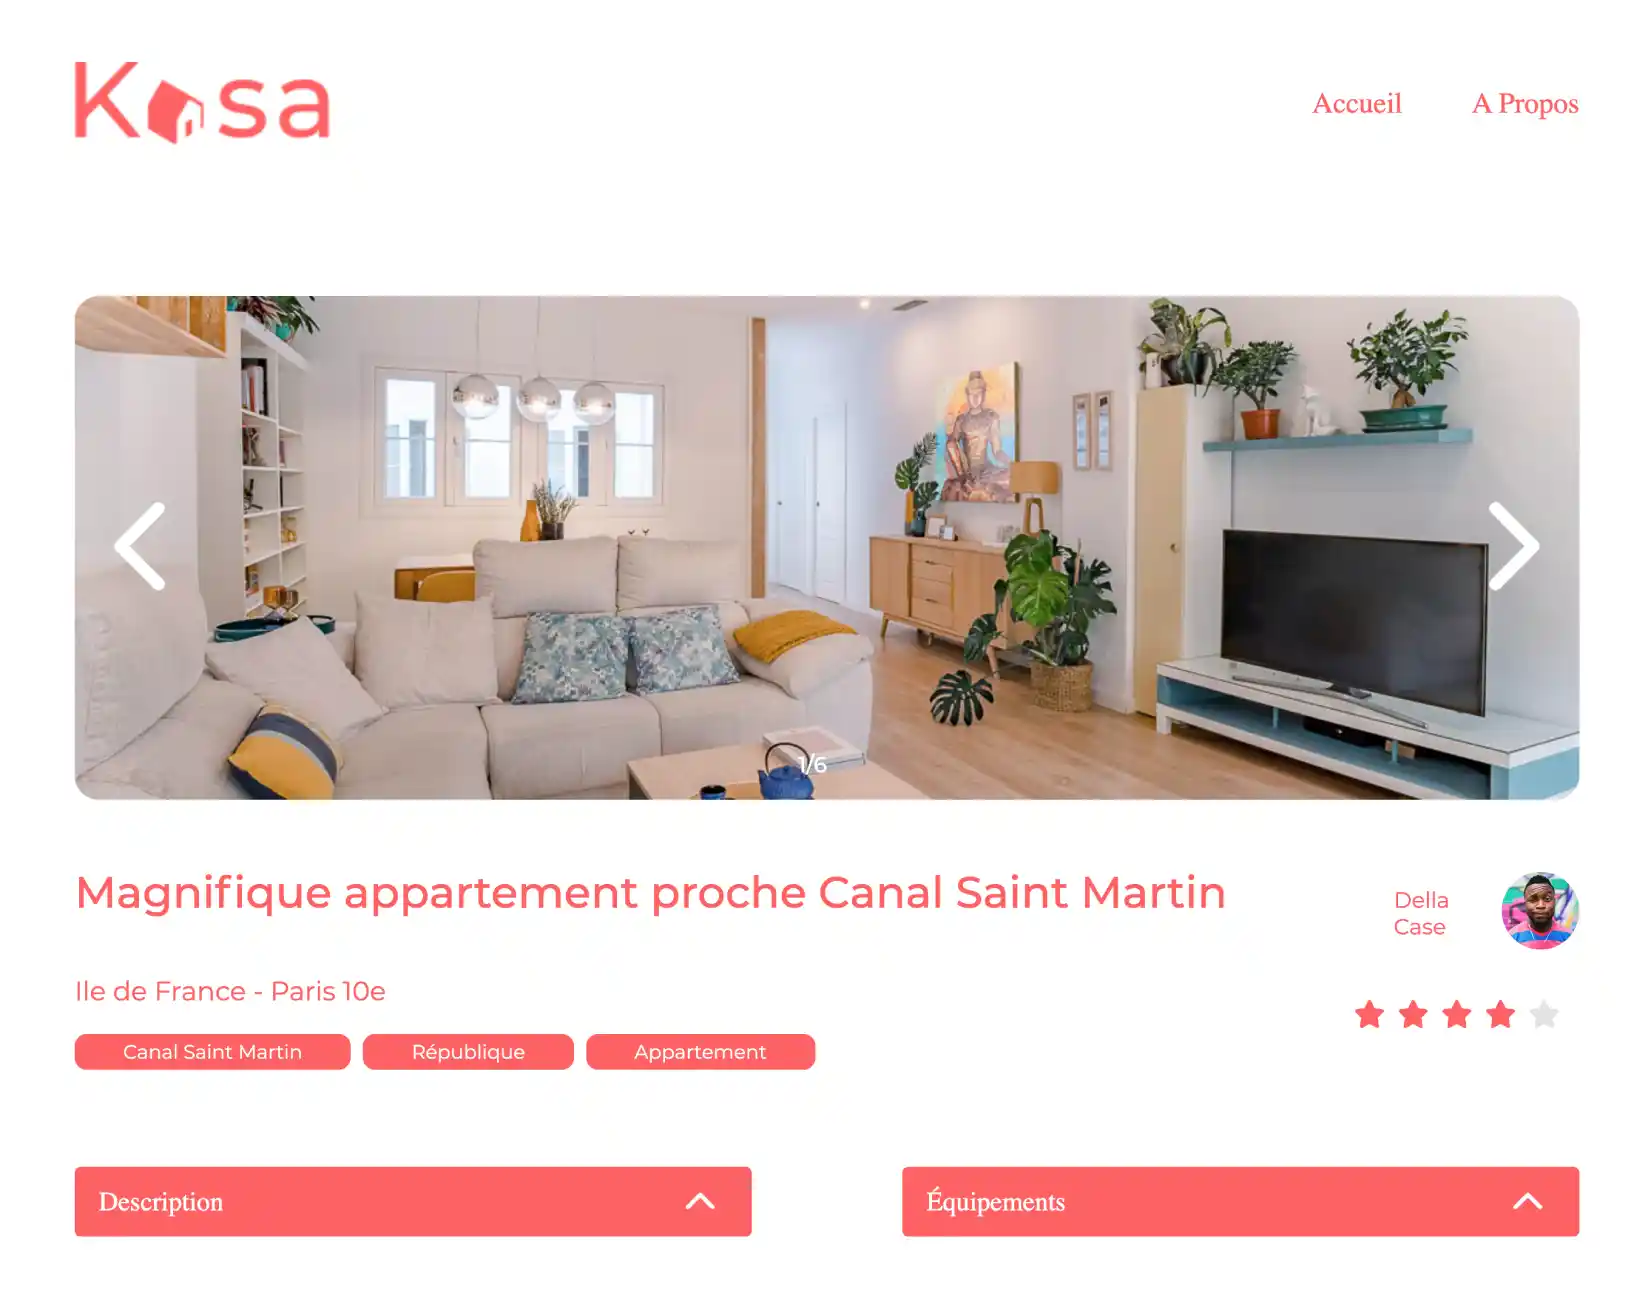 Kasa
Accueil
A Propos
1/6
Magnifique appartement proche Canal Saint Martin
Della
Case
Ile de France - Paris 10e
Canal Saint Martin
République
Appartement
Description
Équipements